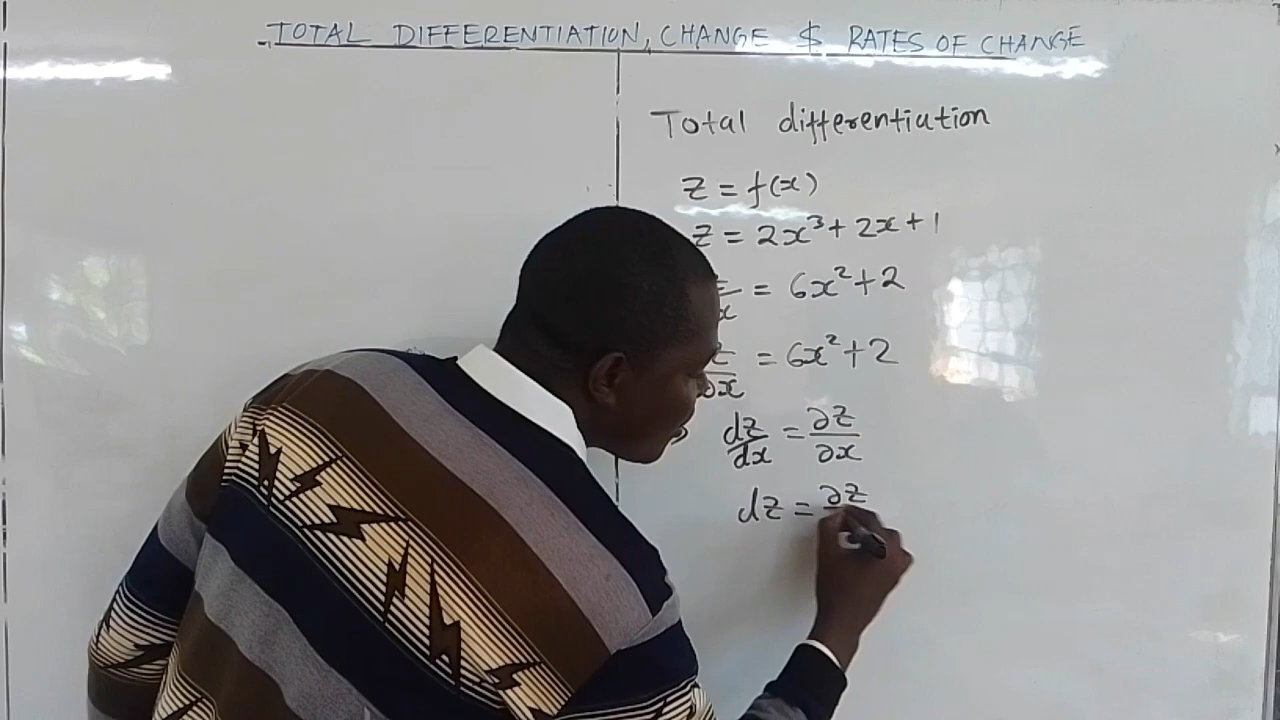 TOTAL DIFFERENTIATION, CHANGE $ RATES OF CHANGE
Total differentiation
z = f(x)
z = 2x³ + 2x + 1
= 6x² + 2
∂x = 6x² + 2
dz/dx = ∂z/∂x
dz = ∂z